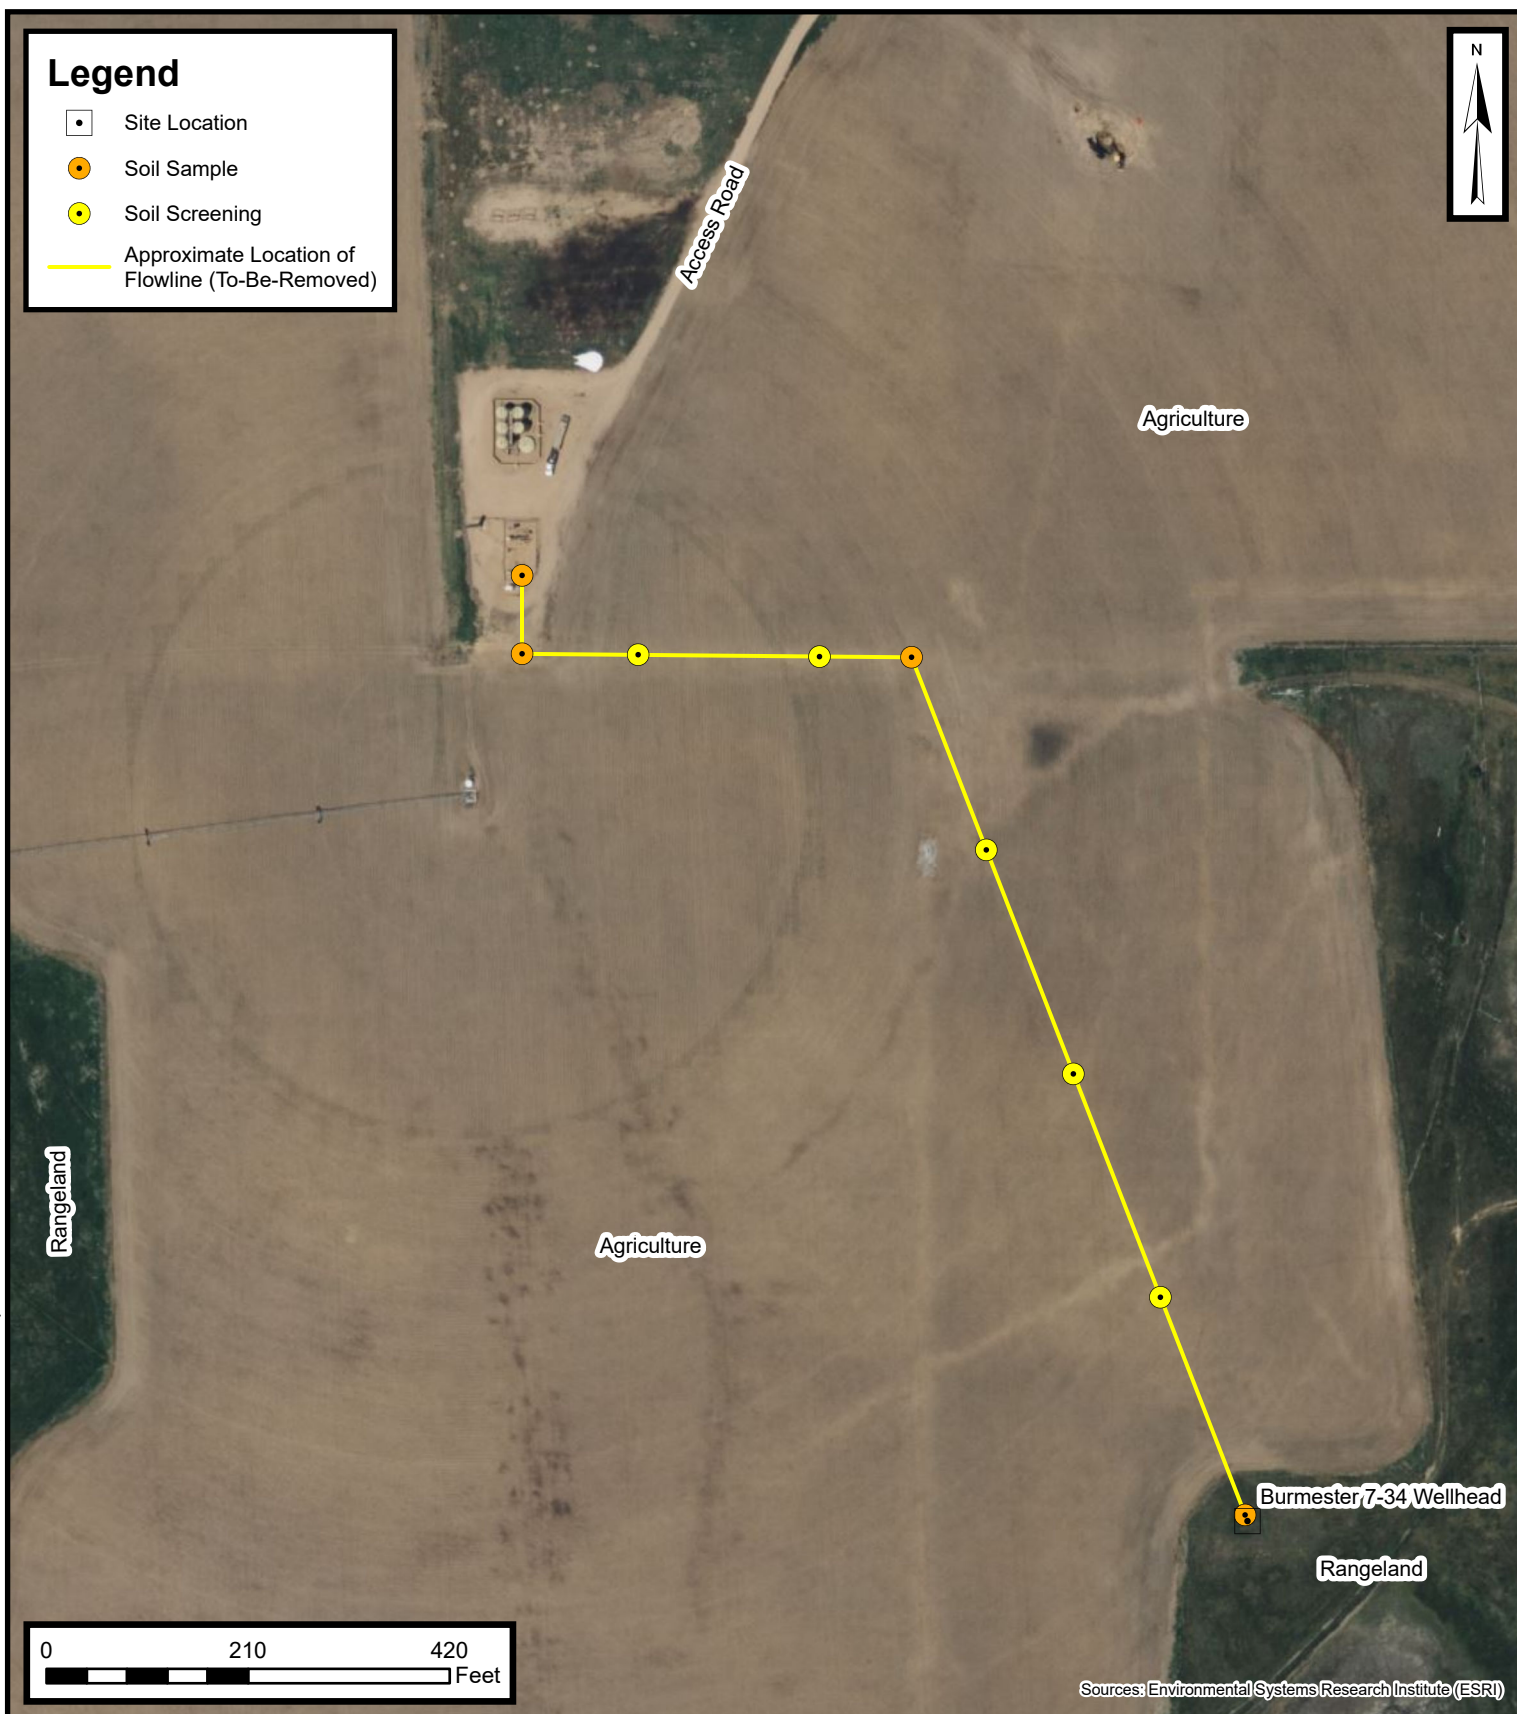 Legend
Site Location
Soil Sample
Soil Screening
Approximate Location of
Flowline (To-Be-Removed)
N
Access Road
Agriculture
Rangeland
Agriculture
Burmester 7-34 Wellhead
Rangeland
0 210 420
Feet
Sources: Environmental Systems Research Institute (ESRI)